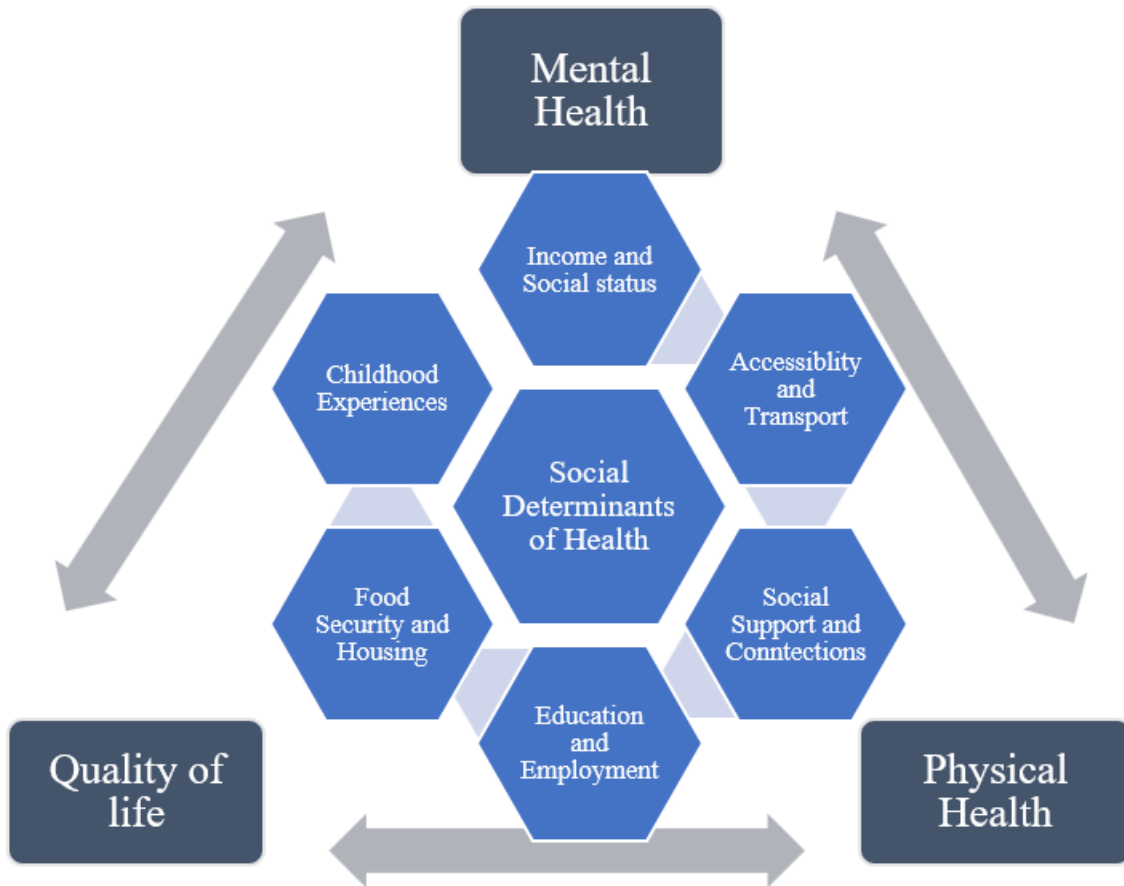 Mental
Health
Income and
Social status
Childhood
Experiences
Accessiblity
and
Transport
Social
Determinants
of Health
Food
Security and
Housing
Social
Support and
Conntections
Education
and
Employment
Quality of
life
Physical
Health